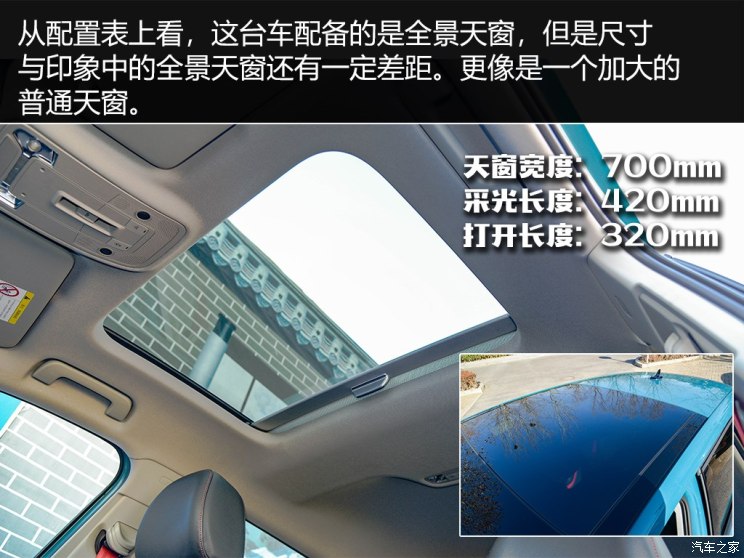 从配置表上看，这台车配备的是全景天窗，但是尺寸
与印象中的全景天窗还有一定差距。更像是一个加大的
普通天窗。
天窗宽度：700mm
采光长度：420mm
打开长度：320mm
汽车之家